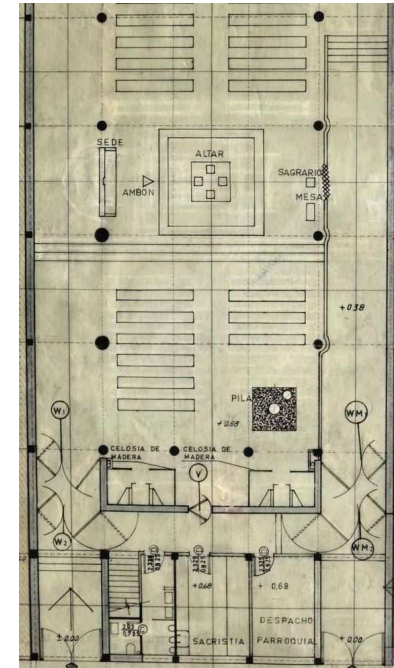 SEDE
ALTAR
AMBON
SAGRARIO
MESA
+0.38
PILA
+0.68
W1
WM1
CELOSIA DE
MADERA
CELOSIA DE
MADERA
V
W2
WM2
+0.68
+ 0,68
DESPACHO
PARROQUIAL
SACRISTIA
± 0.00
± 0.00